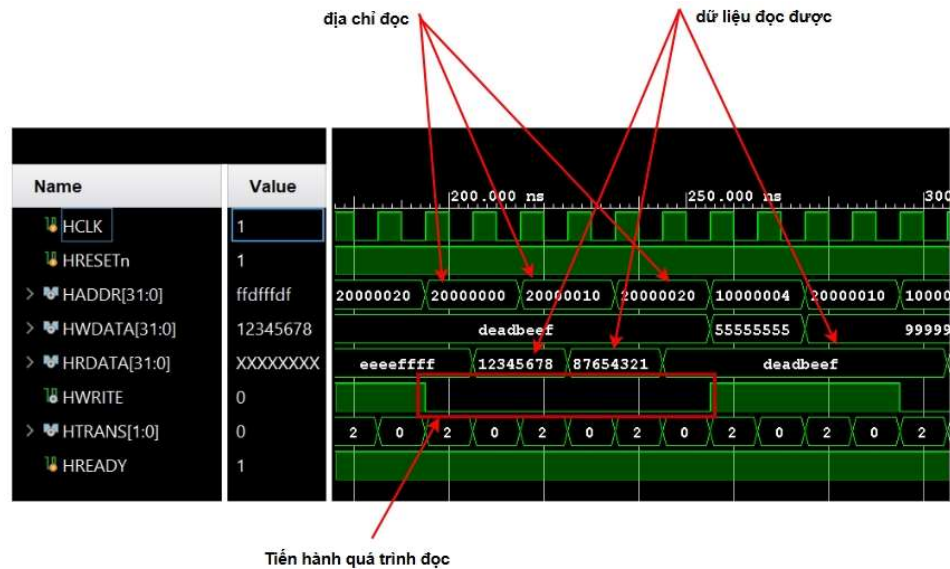 địa chỉ đọc dữ liệu đọc được
Name Value 200.000 ns 250.000 ns 300
HCLK 1
HRESETn 1
HADDR[31:0] ffdfffdf 20000020 20000000 20000010 20000020 10000004 20000010 1000
HWDATA[31:0] 12345678 deadbeef 55555555 99999
HRDATA[31:0] XXXXXXXX eeeeffff 12345678 87654321 deadbeef
HWRITE 0
HTRANS[1:0] 0 2 0 2 0 2 0 2 0 2 0 2 0 2
HREADY 1
Tiến hành quá trình đọc